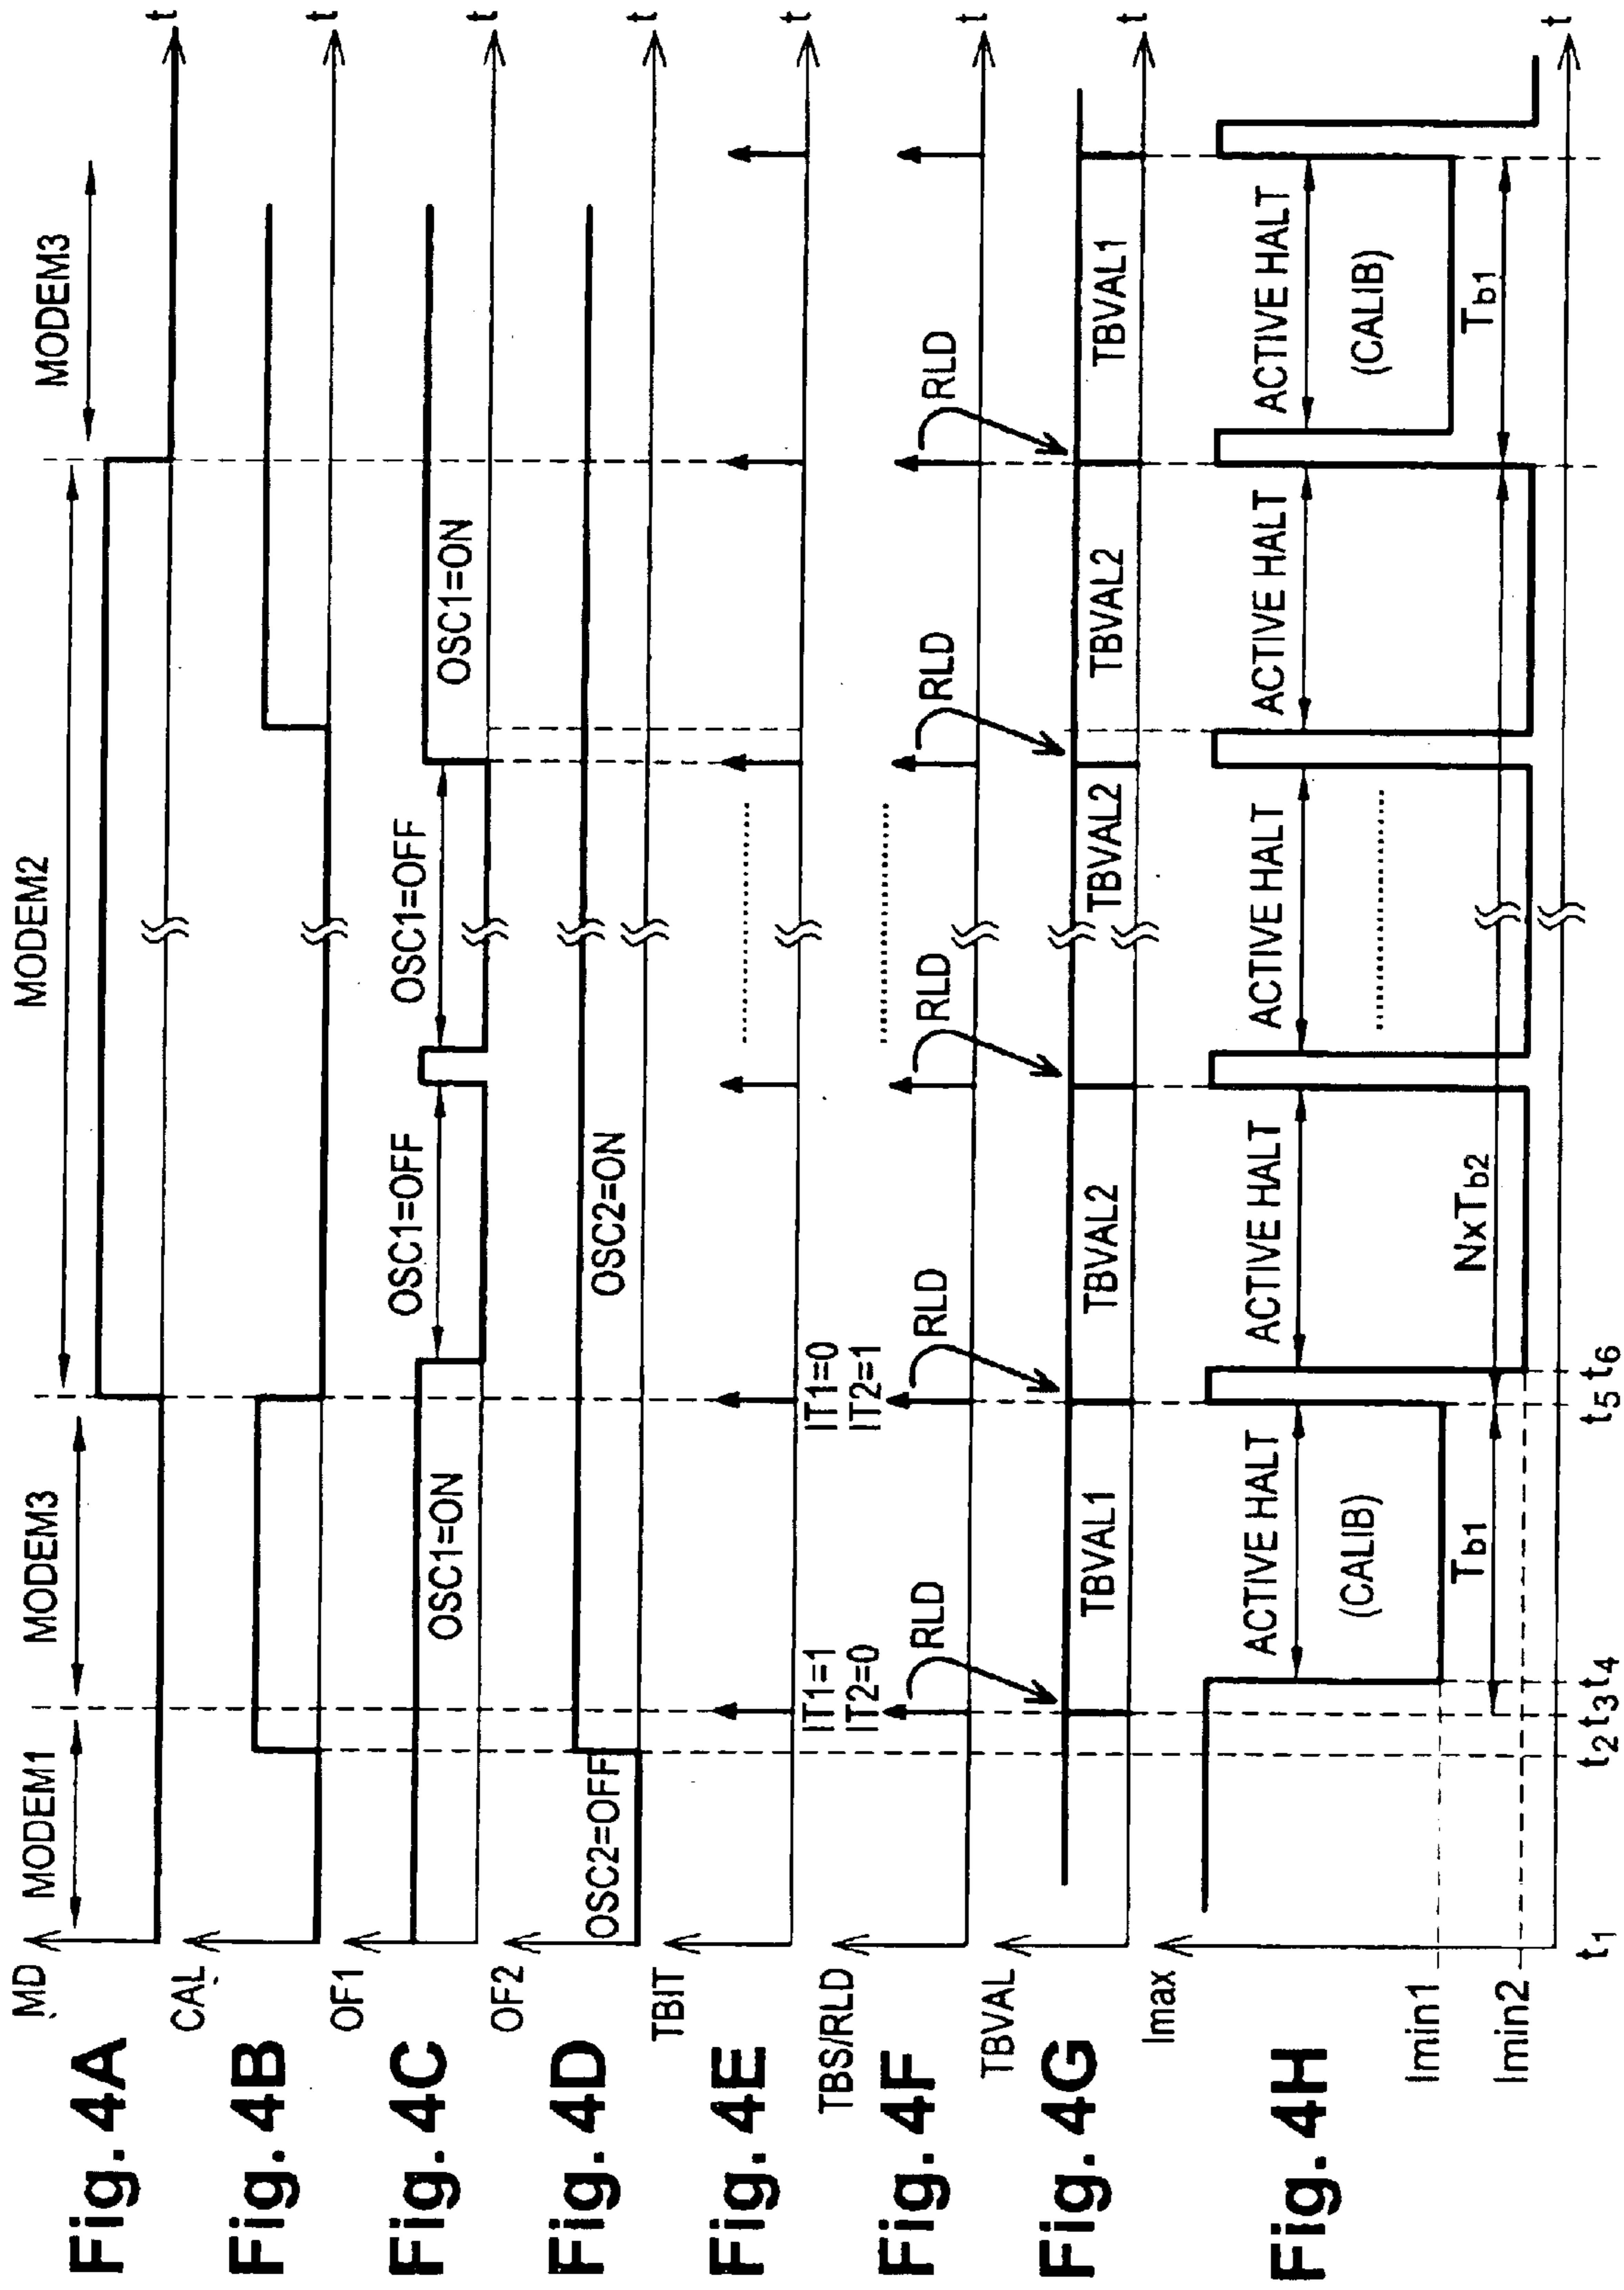 Fig. 4A
MD
MODEM1
MODEM3
MODEM2
MODEM3
t
Fig. 4B
CAL
t
Fig. 4C
OF1
OSC1=ON
OSC1=OFF
OSC1=OFF
OSC1=ON
t
Fig. 4D
OF2
OSC2=OFF
OSC2=ON
t
Fig. 4E
TBIT
t
IT1=1
IT2=0
IT1=0
IT2=1
Fig. 4F
TBS/RLD
RLD
RLD
RLD
RLD
RLD
t
Fig. 4G
TBVAL
TBVAL1
TBVAL2
TBVAL2
TBVAL2
TBVAL1
t
Fig. 4H
Imax
ACTIVE HALT
ACTIVE HALT
ACTIVE HALT
ACTIVE HALT
ACTIVE HALT
(CALIB)
(CALIB)
Imin1
Tb1
NxTb2
Tb1
Imin2
t
t1
t2
t3
t4
t5
t6